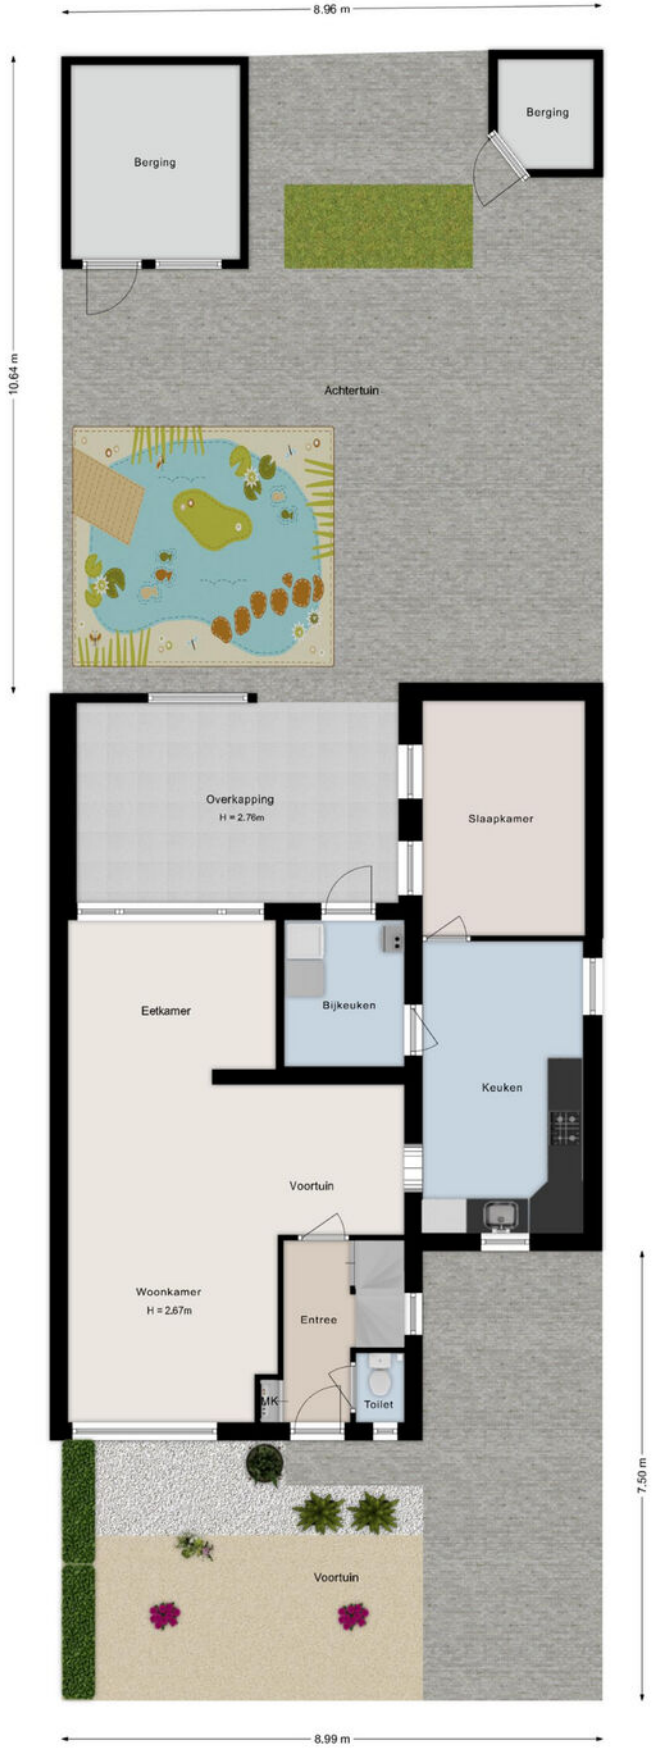 8.96 m
Berging
Berging
10.64 m
Achtertuin
Overkapping
H = 2.76m
Slaapkamer
Eetkamer
Bijkeuken
Keuken
Voortuin
Woonkamer
H = 2.67m
Entree
MK
Toilet
7.50 m
Voortuin
8.99 m